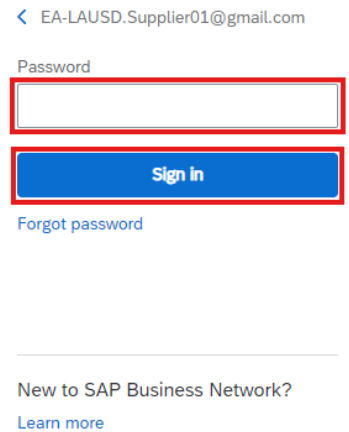 EA-LAUSD.Supplier01@gmail.com
Password
Sign in
Forgot password
New to SAP Business Network?
Learn more